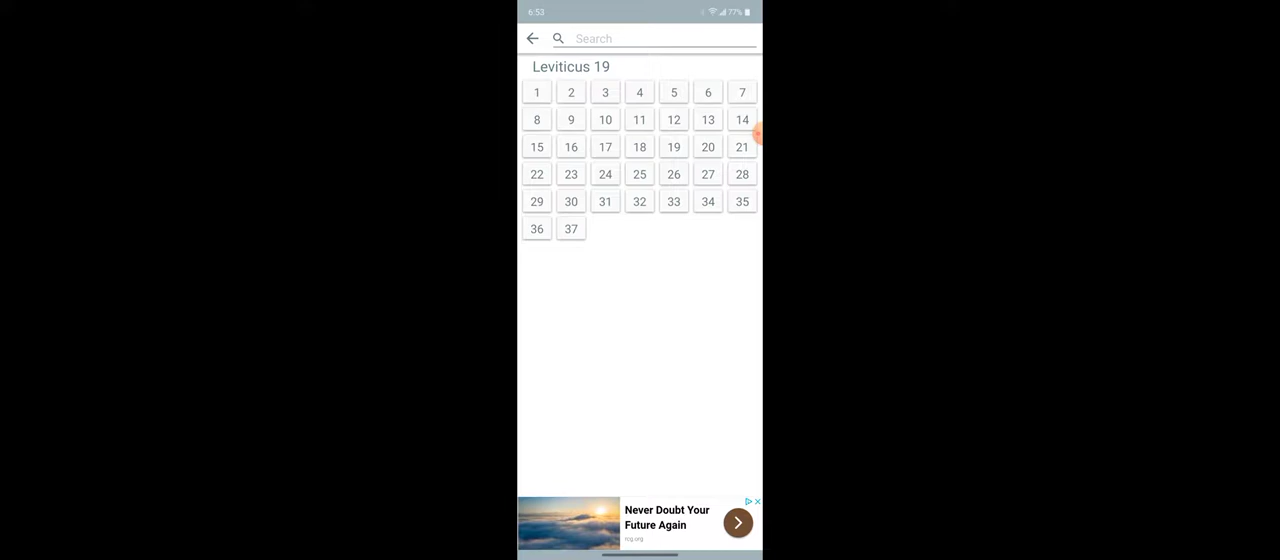 6:53 77%
Search
Leviticus 19
1 2 3 4 5 6 7
8 9 10 11 12 13 14
15 16 17 18 19 20 21
22 23 24 25 26 27 28
29 30 31 32 33 34 35
36 37
Never Doubt Your
Future Again
rcg.org